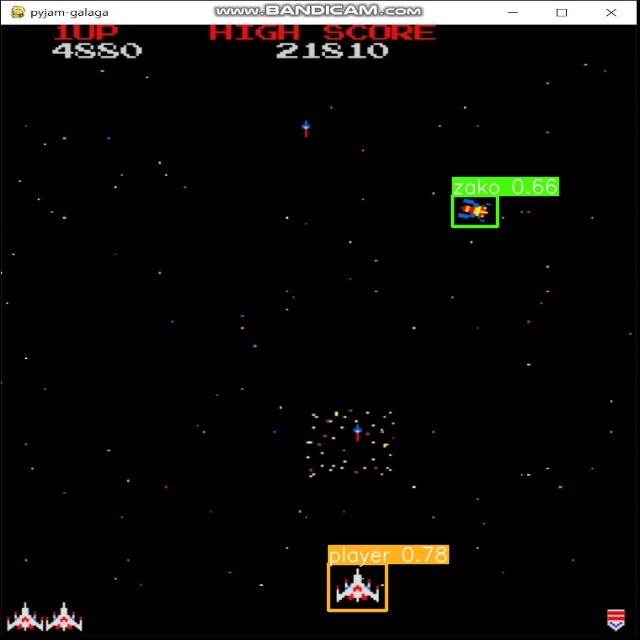 pyjam-galaga
www.BANDICAM.com
1UP HIGH SCORE
4880 21810
zako 0.66
player 0.78